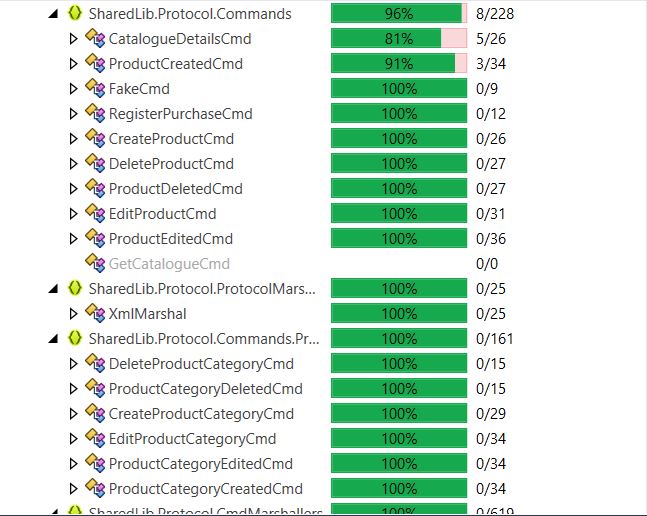 SharedLib.Protocol.Commands 96% 8/228
CatalogueDetailsCmd 81% 5/26
ProductCreatedCmd 91% 3/34
FakeCmd 100% 0/9
RegisterPurchaseCmd 100% 0/12
CreateProductCmd 100% 0/26
DeleteProductCmd 100% 0/27
ProductDeletedCmd 100% 0/27
EditProductCmd 100% 0/31
ProductEditedCmd 100% 0/36
GetCatalogueCmd 0/0
SharedLib.Protocol.ProtocolMars... 100% 0/25
XmlMarshal 100% 0/25
SharedLib.Protocol.Commands.Pr... 100% 0/161
DeleteProductCategoryCmd 100% 0/15
ProductCategoryDeletedCmd 100% 0/15
CreateProductCategoryCmd 100% 0/29
EditProductCategoryCmd 100% 0/34
ProductCategoryEditedCmd 100% 0/34
ProductCategoryCreatedCmd 100% 0/34
SharedLib.Protocol.CmdMarshallers 100% 0/619